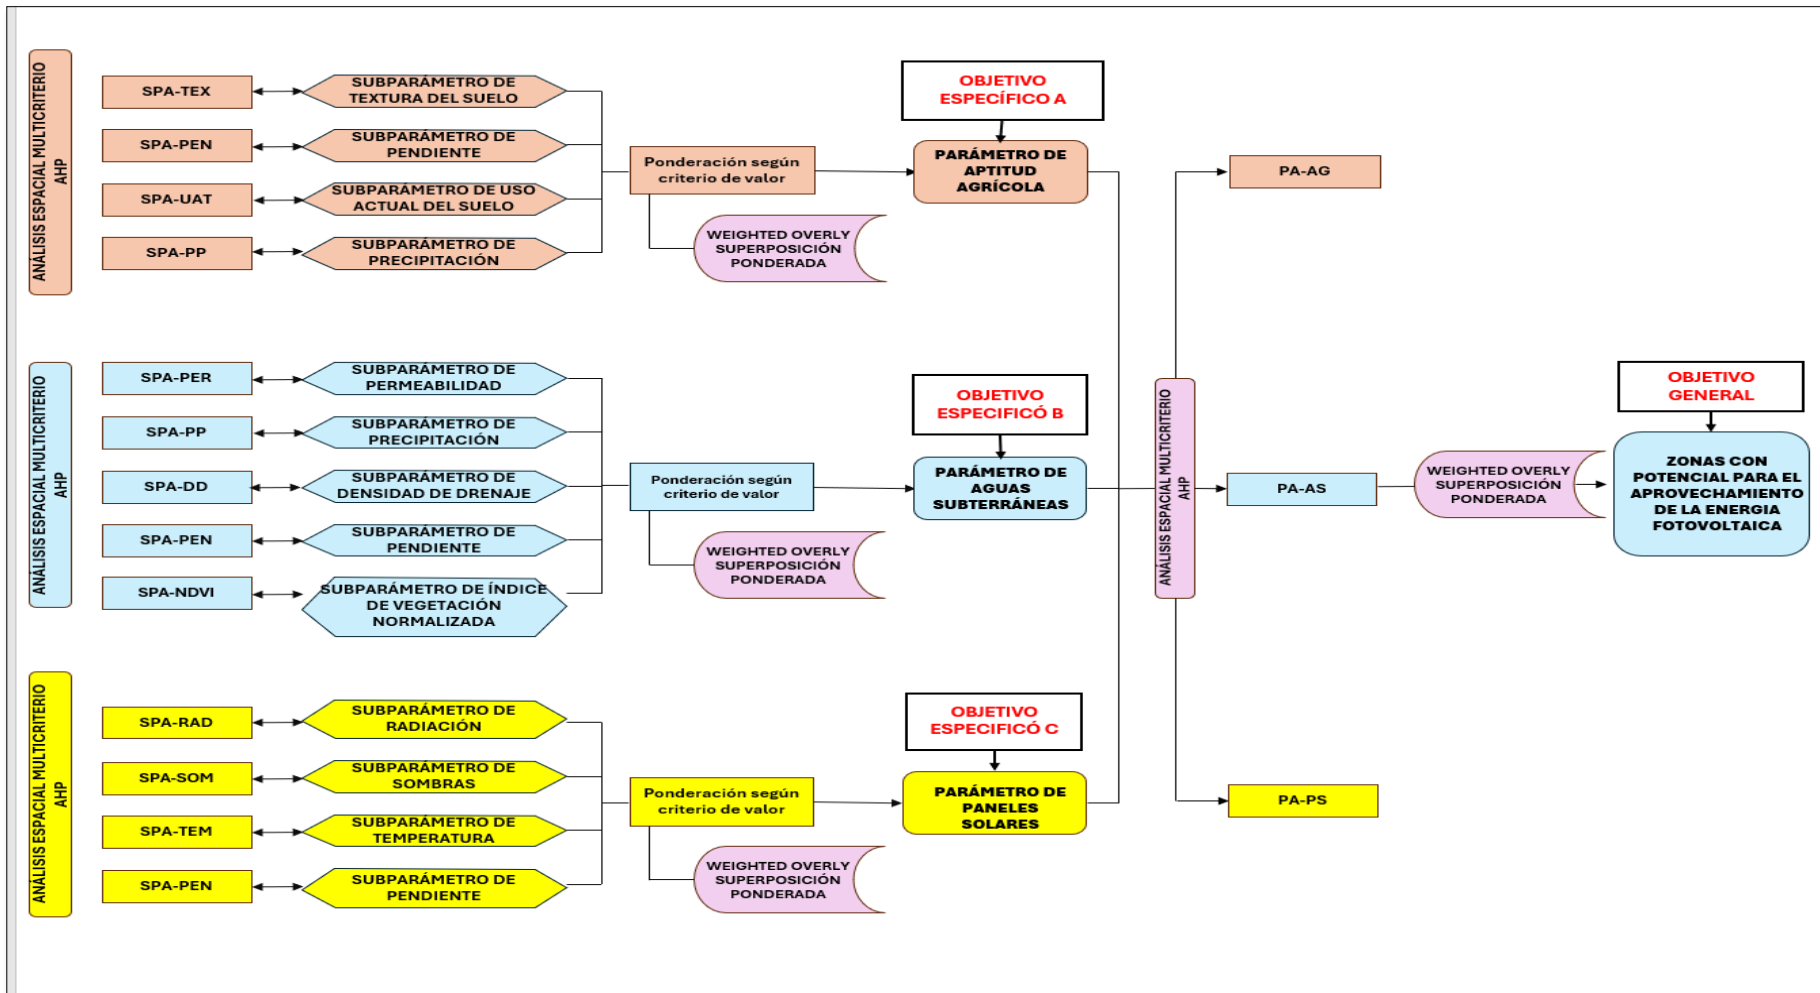 ANÁLISIS ESPACIAL MULTICRITERIO
AHP
SPA-TEX
SUBPARÁMETRO DE
TEXTURA DEL SUELO
SPA-PEN
SUBPARÁMETRO DE
PENDIENTE
SPA-UAT
SUBPARÁMETRO DE USO
ACTUAL DEL SUELO
SPA-PP
SUBPARÁMETRO DE
PRECIPITACIÓN
Ponderación según
criterio de valor
WEIGHTED OVERLY
SUPERPOSICIÓN
PONDERADA
OBJETIVO
ESPECÍFICO A
PARÁMETRO DE
APTITUD
AGRÍCOLA
ANÁLISIS ESPACIAL MULTICRITERIO
AHP
SPA-PER
SUBPARÁMETRO DE
PERMEABILIDAD
SPA-PP
SUBPARÁMETRO DE
PRECIPITACIÓN
SPA-DD
SUBPARÁMETRO DE
DENSIDAD DE DRENAJE
SPA-PEN
SUBPARÁMETRO DE
PENDIENTE
SPA-NDVI
SUBPARÁMETRO DE ÍNDICE
DE VEGETACIÓN
NORMALIZADA
Ponderación según
criterio de valor
WEIGHTED OVERLY
SUPERPOSICIÓN
PONDERADA
OBJETIVO
ESPECIFICÓ B
PARÁMETRO DE
AGUAS
SUBTERRÁNEAS
ANÁLISIS ESPACIAL MULTICRITERIO
AHP
SPA-RAD
SUBPARÁMETRO DE
RADIACIÓN
SPA-SOM
SUBPARÁMETRO DE
SOMBRAS
SPA-TEM
SUBPARÁMETRO DE
TEMPERATURA
SPA-PEN
SUBPARÁMETRO DE
PENDIENTE
Ponderación según
criterio de valor
WEIGHTED OVERLY
SUPERPOSICIÓN
PONDERADA
OBJETIVO
ESPECIFICÓ C
PARÁMETRO DE
PANELES
SOLARES
ANÁLISIS ESPACIAL MULTICRITERIO
AHP
PA-AG
PA-AS
PA-PS
WEIGHTED OVERLY
SUPERPOSICIÓN
PONDERADA
OBJETIVO
GENERAL
ZONAS CON
POTENCIAL PARA EL
APROVECHAMIENTO
DE LA ENERGIA
FOTOVOLTAICA